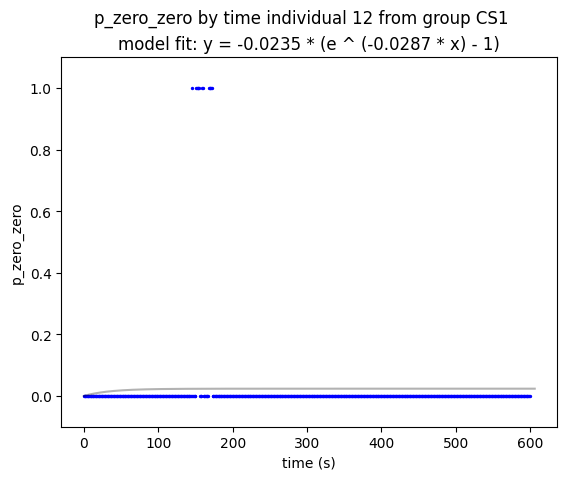 p_zero_zero by time individual 12 from group CS1
model fit: y = -0.0235 * (e ^ (-0.0287 * x) - 1)
1.0
0.8
0.6
0.4
0.2
0.0
p_zero_zero
0 100 200 300 400 500 600
time (s)